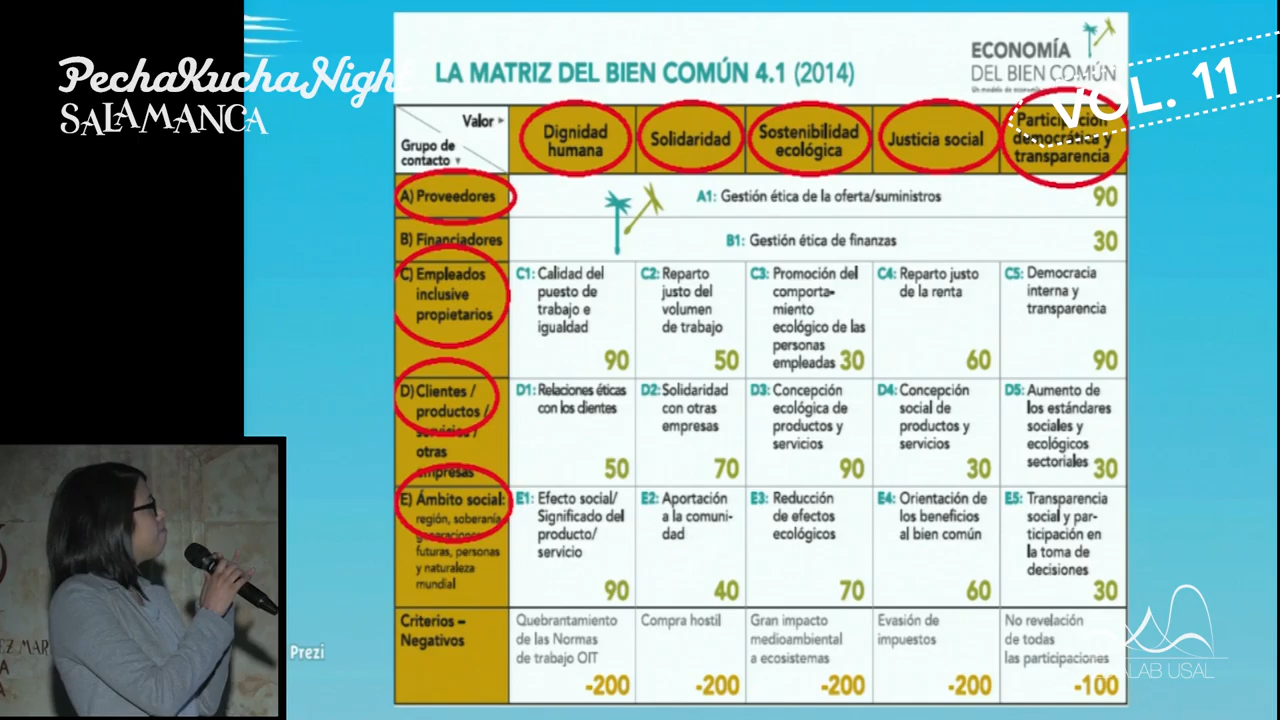 PechaKuchaNigh
SALAMANCA
VOL. 11
LA MATRIZ DEL BIEN COMÚN 4.1 (2014)
ECONOMÍA
DEL BIEN COMÚN
Valor
Grupo de
contacto
Dignidad
humana
Solidaridad
Sostenibilidad
ecológica
Justicia social
Participación
democrática y
transparencia
A) Proveedores
A1: Gestión ética de la oferta/suministros
90
B) Financiadores
B1: Gestión ética de finanzas
30
C) Empleados
inclusive
propietarios
C1: Calidad del
puesto de
trabajo e
igualdad
90
C2: Reparto
justo del
volumen
de trabajo
50
C3: Promoción del
comporta-
miento
ecológico de las
personas
empleadas 30
C4: Reparto justo
de la renta
60
C5: Democracia
interna y
transparencia
90
D) Clientes /
productos /
servicios /
otras
empresas
D1: Relaciones éticas
con los clientes
50
D2: Solidaridad
con otras
empresas
70
D3: Concepción
ecológica de
productos y
servicios
90
D4: Concepción
social de
productos y
servicios
30
D5: Aumento de
los estándares
sociales y
ecológicos
sectoriales 30
E) Ámbito social:
región, soberanía
generaciones
futuras, personas
y naturaleza
mundial
E1: Efecto social/
Significado del
producto/
servicio
90
E2: Aportación
a la comuni-
dad
40
E3: Reducción
de efectos
ecológicos
70
E4: Orientación de
los beneficios
al bien común
60
E5: Transparencia
social y par-
ticipación en
la toma de
decisiones
30
Criterios –
Negativos
Quebrantamiento
de las Normas
de trabajo OIT
-200
Compra hostil
-200
Gran impacto
medioambiental
a ecosistemas
-200
Evasión de
impuestos
-200
No revelación
de todas
las participaciones
-100
Prezi
ALAB USAL